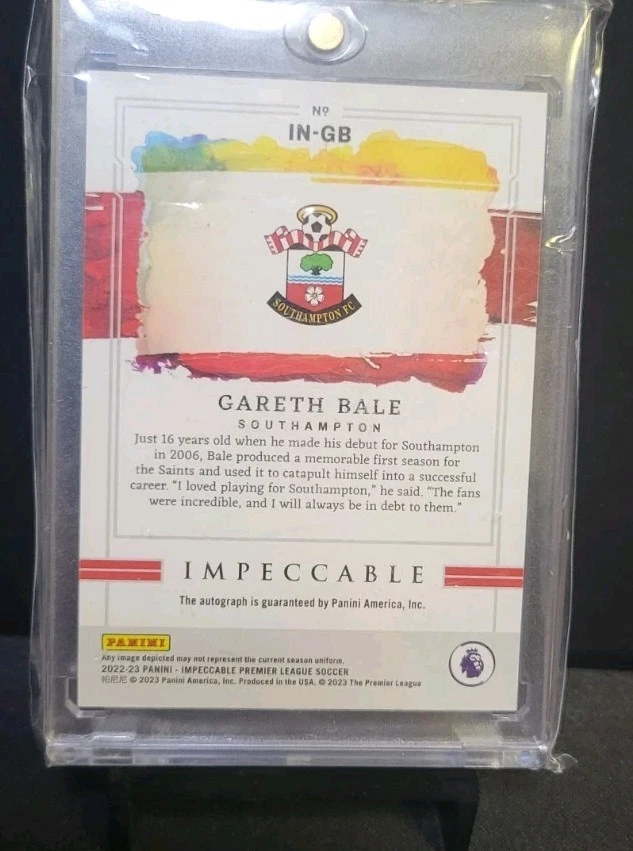 Nº
IN-GB
SOUTHAMPTON FC
GARETH BALE
SOUTHAMPTON
Just 16 years old when he made his debut for Southampton
in 2006, Bale produced a memorable first season for
the Saints and used it to catapult himself into a successful
career. "I loved playing for Southampton," he said. "The fans
were incredible, and I will always be in debt to them."
IMPECCABLE
The autograph is guaranteed by Panini America, Inc.
PANINI
Any image depicted may not represent the current season uniform.
2022-23 PANINI - IMPECCABLE PREMIER LEAGUE SOCCER
帕尼尼 © 2023 Panini America, Inc. Produced in the USA. © 2023 The Premier League